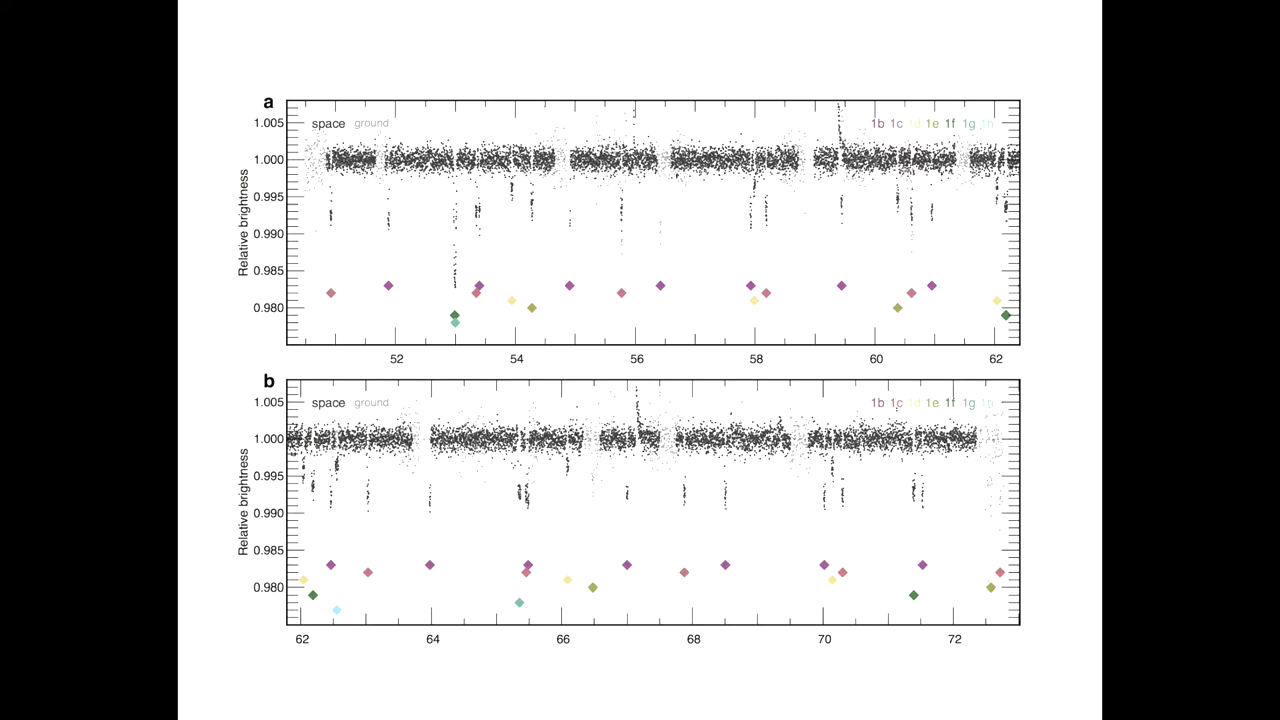 a
space ground 1b 1c 1d 1e 1f 1g 1h
1.005
1.000
0.995
0.990
0.985
0.980
Relative brightness
52 54 56 58 60 62
b
space ground 1b 1c 1d 1e 1f 1g 1h
1.005
1.000
0.995
0.990
0.985
0.980
Relative brightness
62 64 66 68 70 72